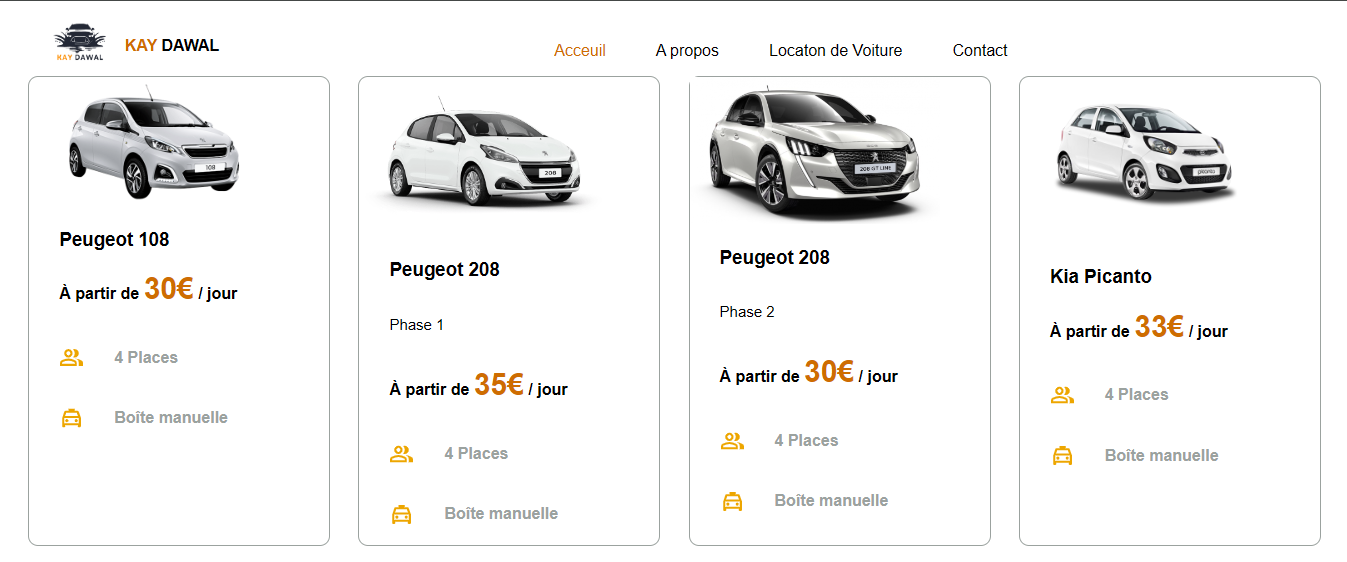 KAY DAWAL
KAY DAWAL
Acceuil
A propos
Locaton de Voiture
Contact
108
Peugeot 108
À partir de 30€ / jour
4 Places
Boîte manuelle
208
Peugeot 208
Phase 1
À partir de 35€ / jour
4 Places
Boîte manuelle
208 GT LINE
Peugeot 208
Phase 2
À partir de 30€ / jour
4 Places
Boîte manuelle
picanto
Kia Picanto
À partir de 33€ / jour
4 Places
Boîte manuelle